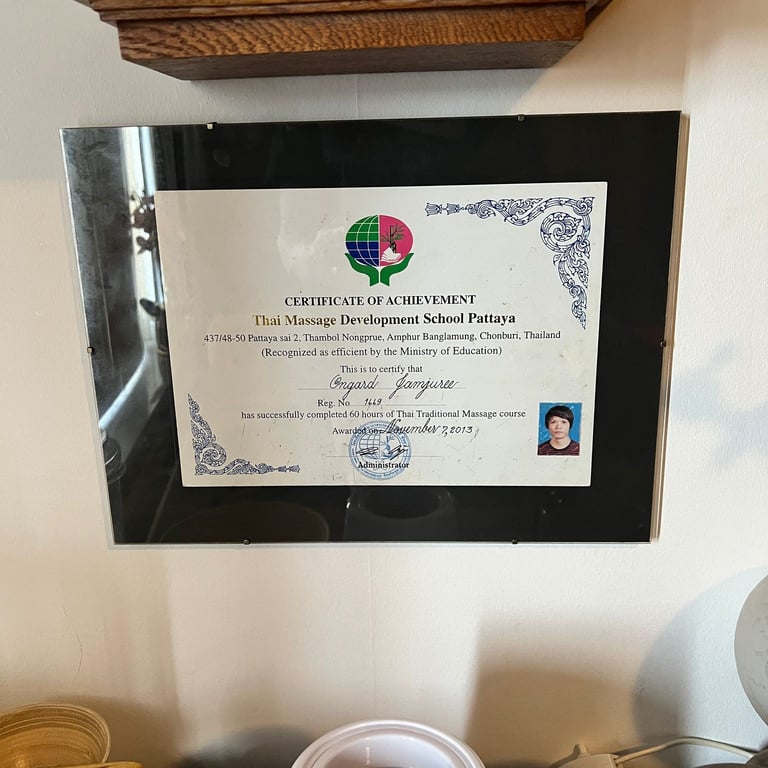 CERTIFICATE OF ACHIEVEMENT
Thai Massage Development School Pattaya
437/48-50 Pattaya sai 2, Thambol Nongprue, Amphur Banglamung, Chonburi, Thailand
(Recognized as efficient by the Ministry of Education)
This is to certify that
Ongard Jamjuree
Reg. No 1669
has successfully completed 60 hours of Thai Traditional Massage course
Awarded on November 7, 2013
Administrator